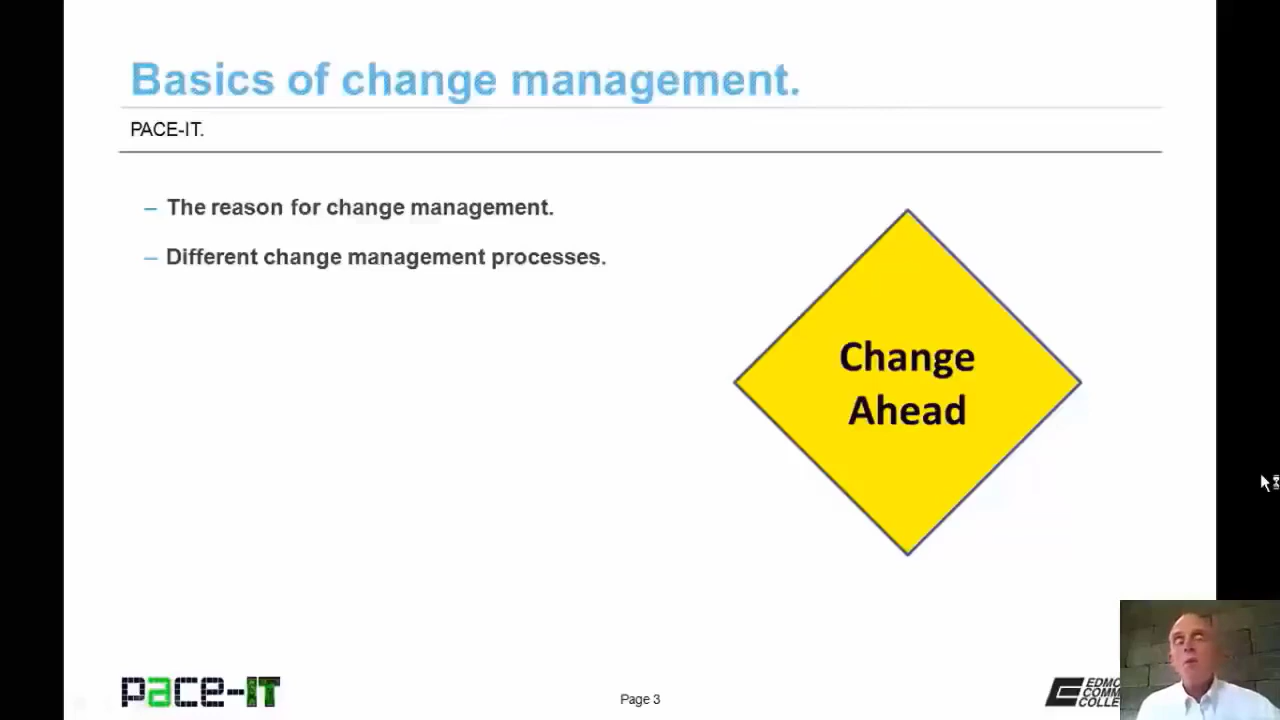 Basics of change management.
PACE-IT.
– The reason for change management.
– Different change management processes.
Change
Ahead
pace-IT
Page 3